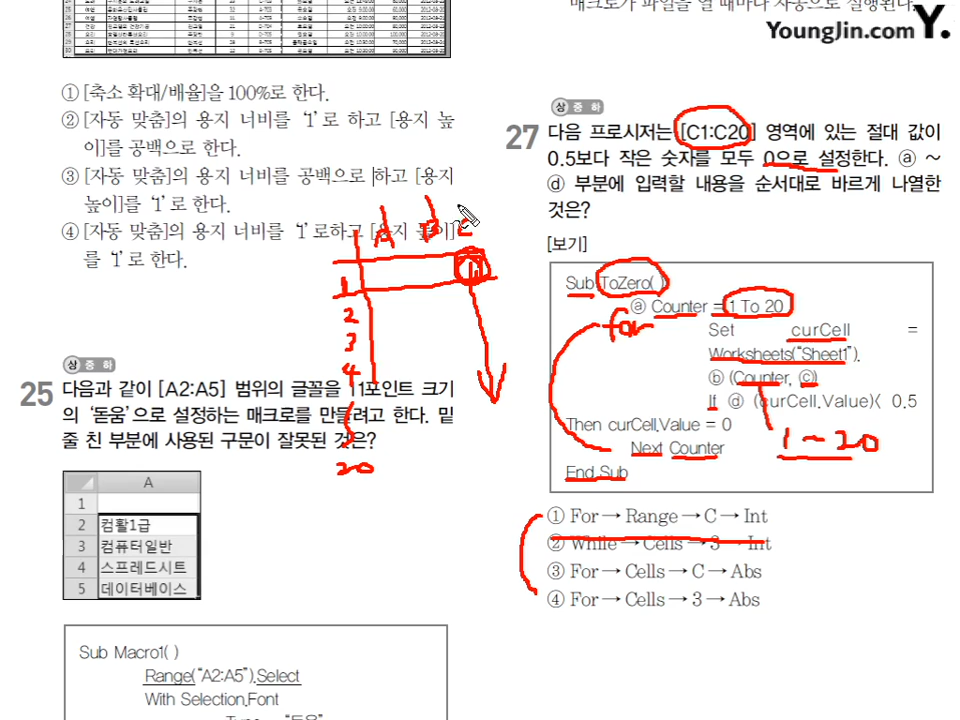 ① [축소 확대/배율]을 100%로 한다.
② [자동 맞춤]의 용지 너비를 '1'로 하고 [용지 높
이]를 공백으로 한다.
③ [자동 맞춤]의 용지 너비를 공백으로 하고 [용지
높이]를 '1'로 한다.
④ [자동 맞춤]의 용지 너비를 '1'로하고 [용지 높이]
를 '1'로 한다.
A B C
1
2
3
4
5
20
상 중 하
25 다음과 같이 [A2:A5] 범위의 글꼴을 11포인트 크기
의 '돋움'으로 설정하는 매크로를 만들려고 한다. 밑
줄 친 부분에 사용된 구문이 잘못된 것은?
A
1
2 컴활1급
3 컴퓨터일반
4 스프레드시트
5 데이터베이스
Sub Macro1( )
Range("A2:A5").Select
With Selection.Font
매크로가 파일을 열 때마다 자동으로 실행된다.
YoungJin.com Y.
상 중 하
27 다음 프로시저는 [C1:C20] 영역에 있는 절대 값이
0.5보다 작은 숫자를 모두 0으로 설정한다. ⓐ ~
ⓓ 부분에 입력할 내용을 순서대로 바르게 나열한
것은?
[보기]
Sub ToZero( )
ⓐ Counter = 1 To 20
for
Set curCell =
Worksheets("Sheet1").
ⓑ (Counter, ⓒ)
If ⓓ (curCell.Value)< 0.5
Then curCell.Value = 0
1 ~ 20
Next Counter
End Sub
① For → Range → C → Int
② While → Cells → 3 → Int
③ For → Cells → C → Abs
④ For → Cells → 3 → Abs